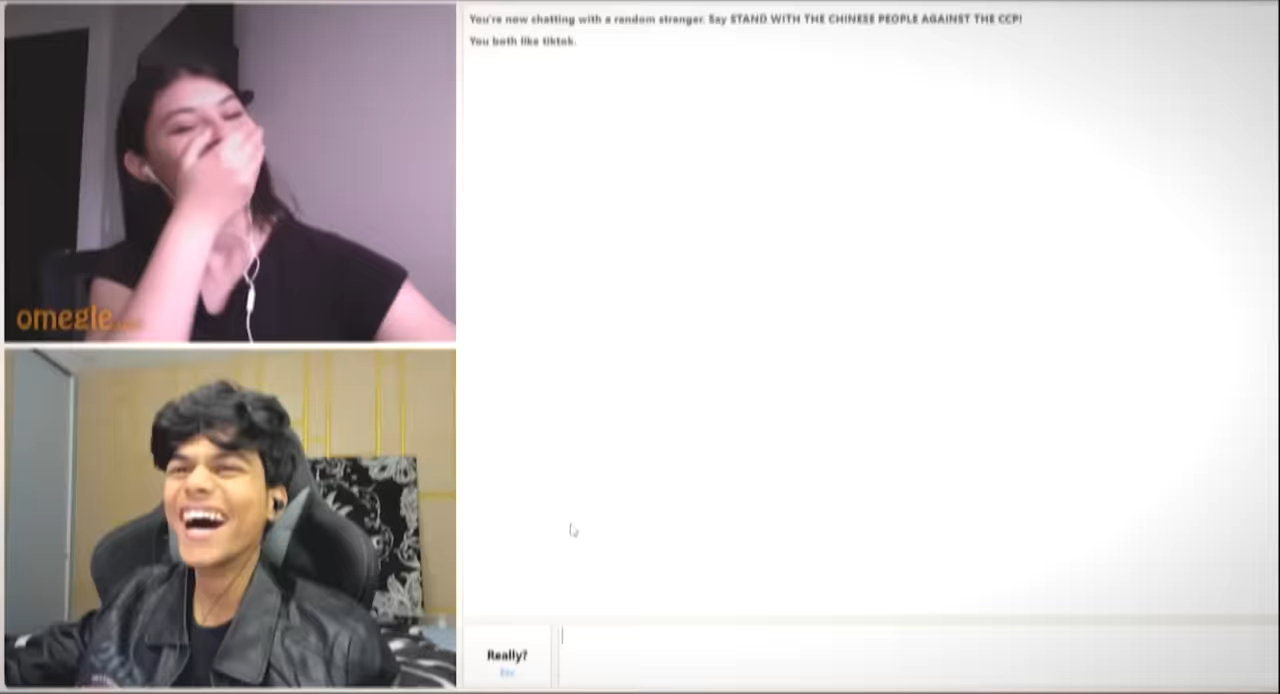 You're now chatting with a random stranger. Say STAND WITH THE CHINESE PEOPLE AGAINST THE CCP!
You both like tiktok.
omegle
Really?
Esc